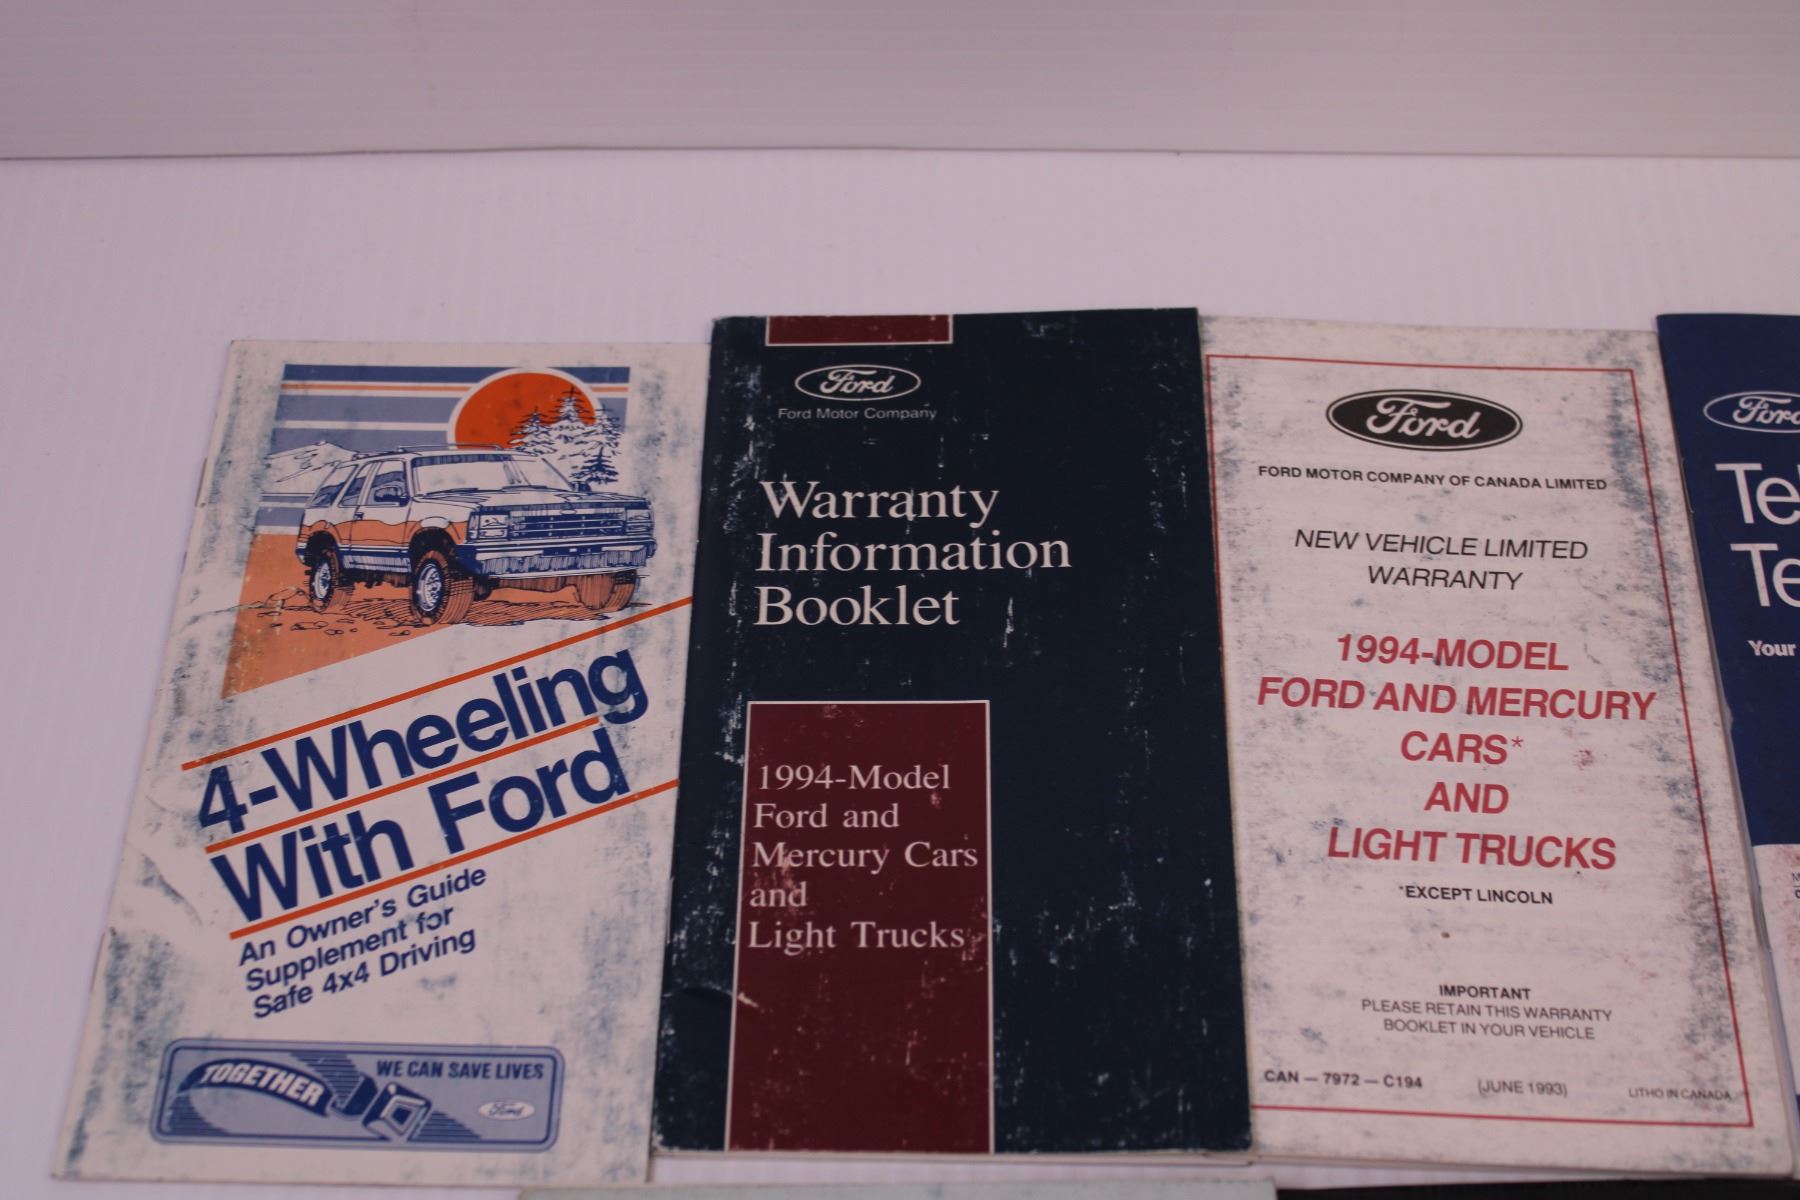 4-Wheeling
With Ford
An Owner's Guide
Supplement for
Safe 4x4 Driving
TOGETHER
WE CAN SAVE LIVES
Ford
Ford
Ford Motor Company
Warranty
Information
Booklet
1994-Model
Ford and
Mercury Cars
and
Light Trucks
Ford
FORD MOTOR COMPANY OF CANADA LIMITED
NEW VEHICLE LIMITED
WARRANTY
1994-MODEL
FORD AND MERCURY
CARS*
AND
LIGHT TRUCKS
*EXCEPT LINCOLN
IMPORTANT
PLEASE RETAIN THIS WARRANTY
BOOKLET IN YOUR VEHICLE
CAN — 7972 — C194 (JUNE 1993) LITHO IN CANADA
Ford
Te
Your